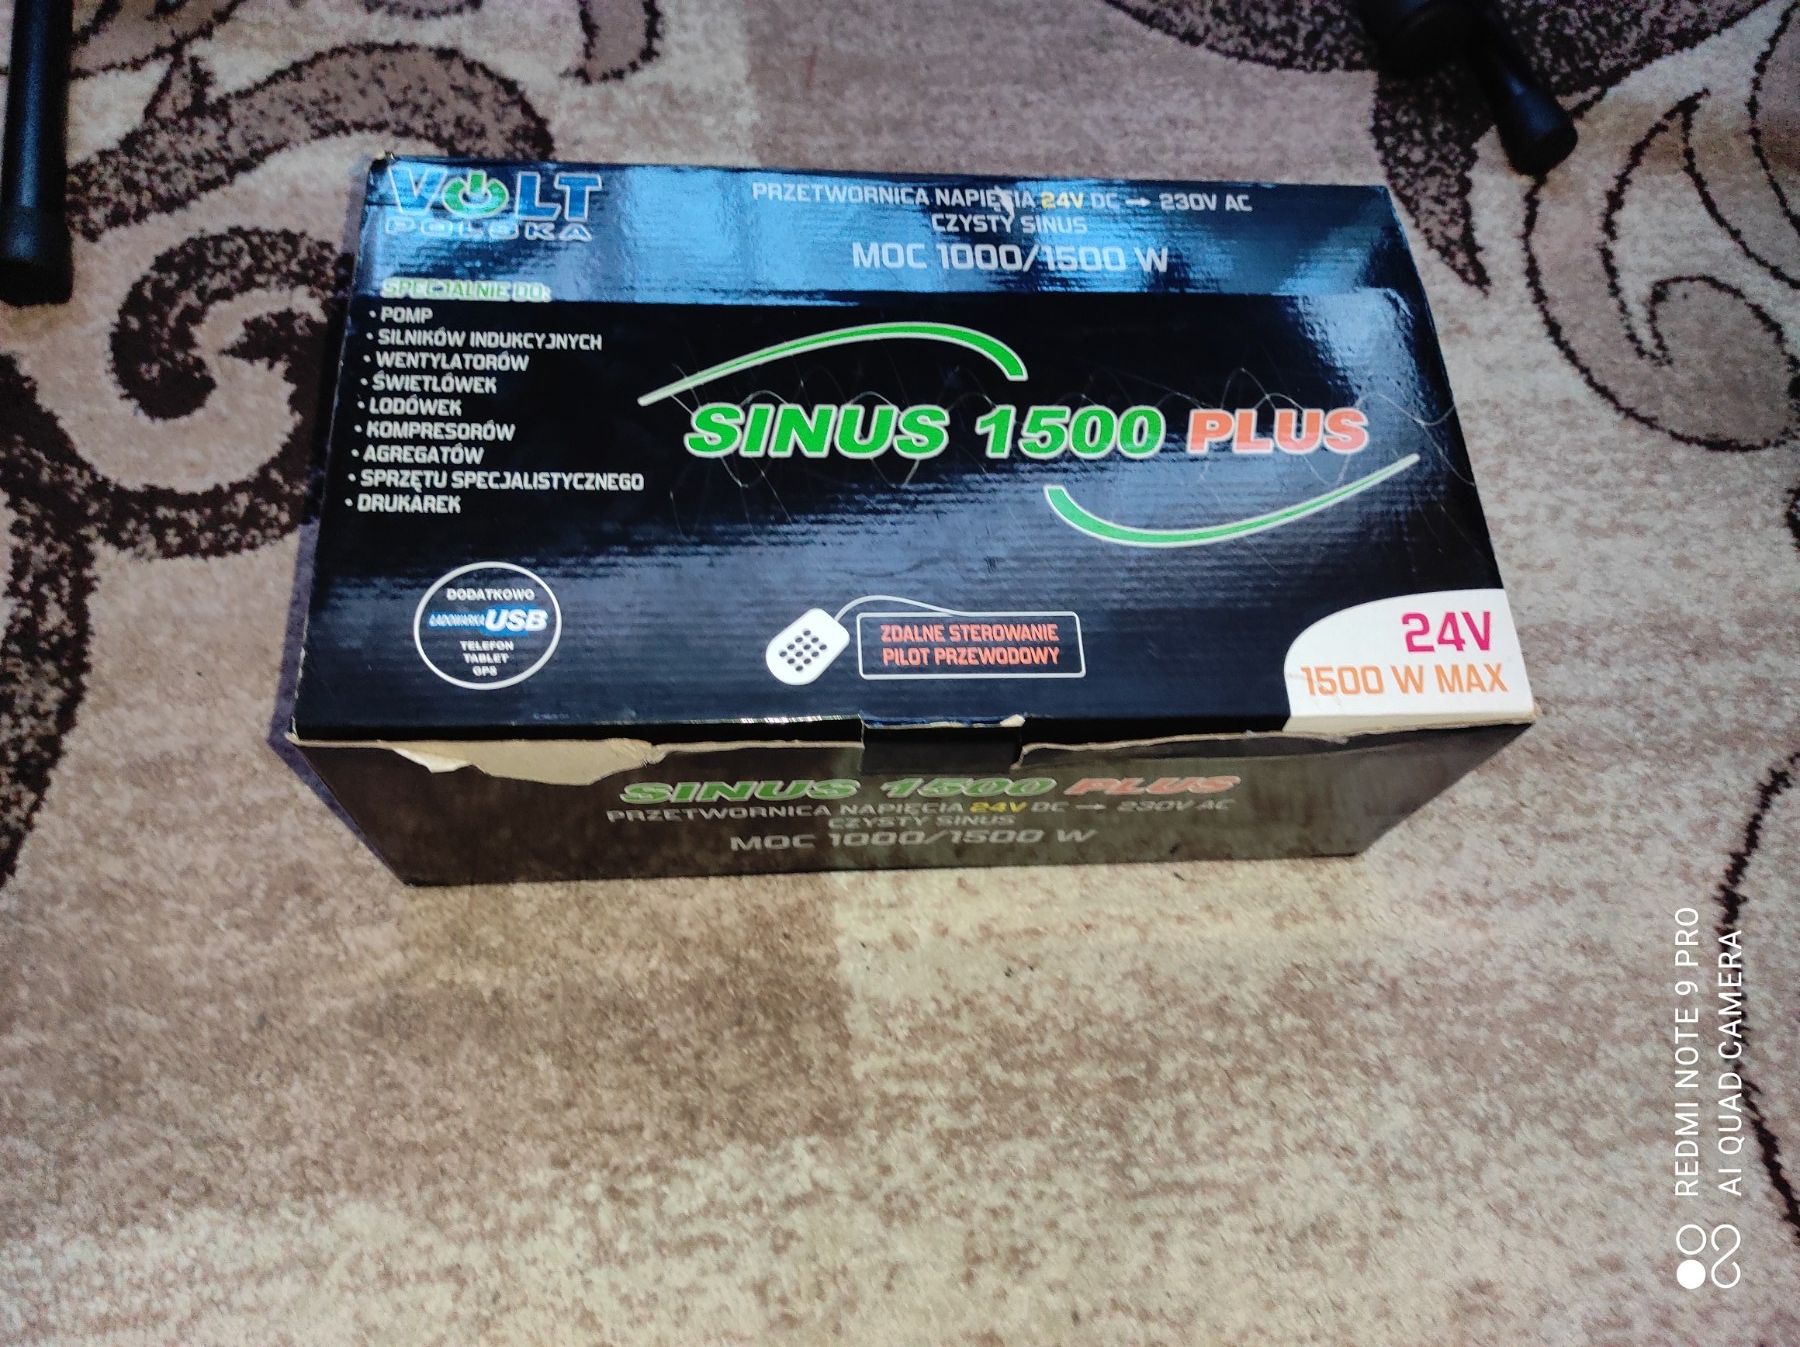 VOLT
POLSKA
PRZETWORNICA NAPIĘCIA 24V DC → 230V AC
CZYSTY SINUS
MOC 1000/1500 W
SPECJALNIE DO:
• POMP
• SILNIKÓW INDUKCYJNYCH
• WENTYLATORÓW
• ŚWIETLÓWEK
• LODÓWEK
• KOMPRESORÓW
• AGREGATÓW
• SPRZĘTU SPECJALISTYCZNEGO
• DRUKAREK
SINUS 1500 PLUS
DODATKOWO
ŁADOWARKA USB
TELEFON
TABLET
GPS
ZDALNE STEROWANIE
PILOT PRZEWODOWY
24V
1500 W MAX
SINUS 1500 PLUS
PRZETWORNICA NAPIĘCIA 24V DC → 230V AC
CZYSTY SINUS
MOC 1000/1500 W
REDMI NOTE 9 PRO
AI QUAD CAMERA